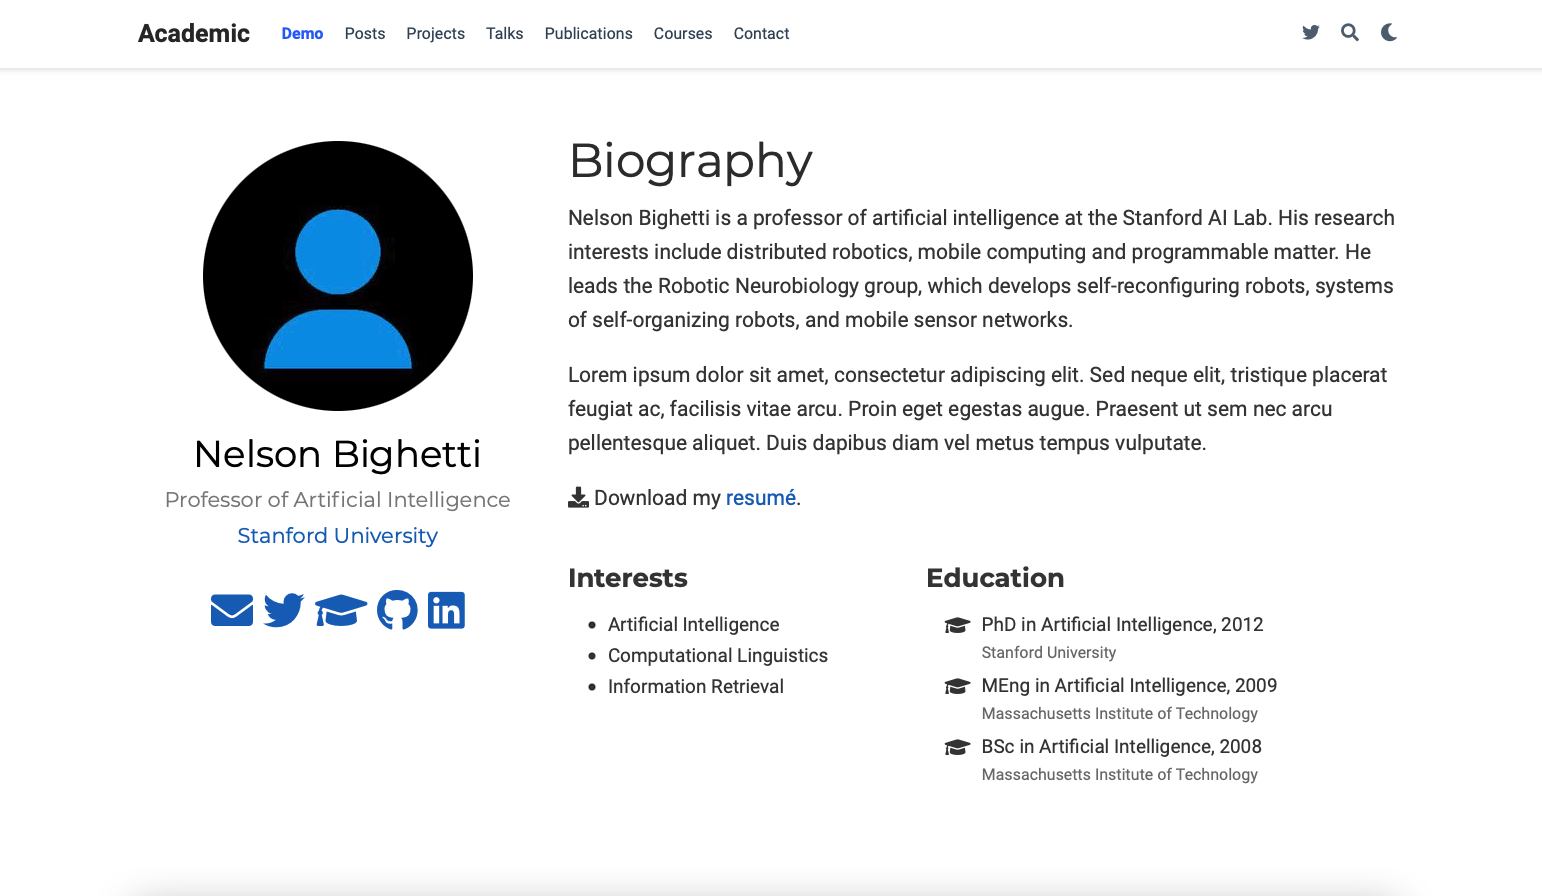 Academic Demo Posts Projects Talks Publications Courses Contact
Nelson Bighetti
Professor of Artificial Intelligence
Stanford University
Biography
Nelson Bighetti is a professor of artificial intelligence at the Stanford AI Lab. His research
interests include distributed robotics, mobile computing and programmable matter. He
leads the Robotic Neurobiology group, which develops self-reconfiguring robots, systems
of self-organizing robots, and mobile sensor networks.
Lorem ipsum dolor sit amet, consectetur adipiscing elit. Sed neque elit, tristique placerat
feugiat ac, facilisis vitae arcu. Proin eget egestas augue. Praesent ut sem nec arcu
pellentesque aliquet. Duis dapibus diam vel metus tempus vulputate.
Download my resumé.
Interests
Artificial Intelligence
Computational Linguistics
Information Retrieval
Education
PhD in Artificial Intelligence, 2012
Stanford University
MEng in Artificial Intelligence, 2009
Massachusetts Institute of Technology
BSc in Artificial Intelligence, 2008
Massachusetts Institute of Technology